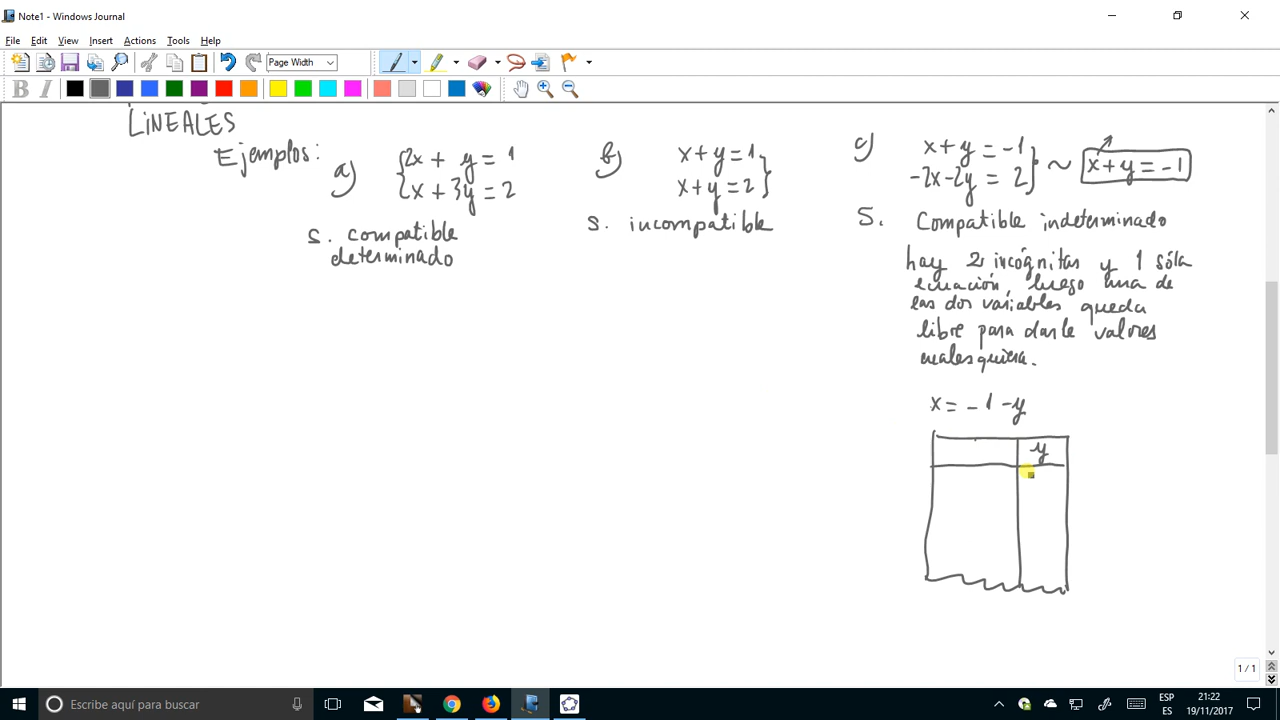 Note1 - Windows Journal
File Edit View Insert Actions Tools Help
Page Width
B I
LINEALES
Ejemplos:
a) { 2x + y = 1
x + 3y = 2
s. compatible
determinado
b) x + y = 1 }
x + y = 2
s. incompatible
c) x + y = -1 } ~ x + y = -1
-2x - 2y = 2
S. Compatible indeterminado
hay 2 incógnitas y 1 sóla
ecuación, luego una de
las dos variables queda
libre para darle valores
cualesquiera.
x = -1 - y
y
1 / 1
Escribe aquí para buscar
ESP
ES
21:22
19/11/2017